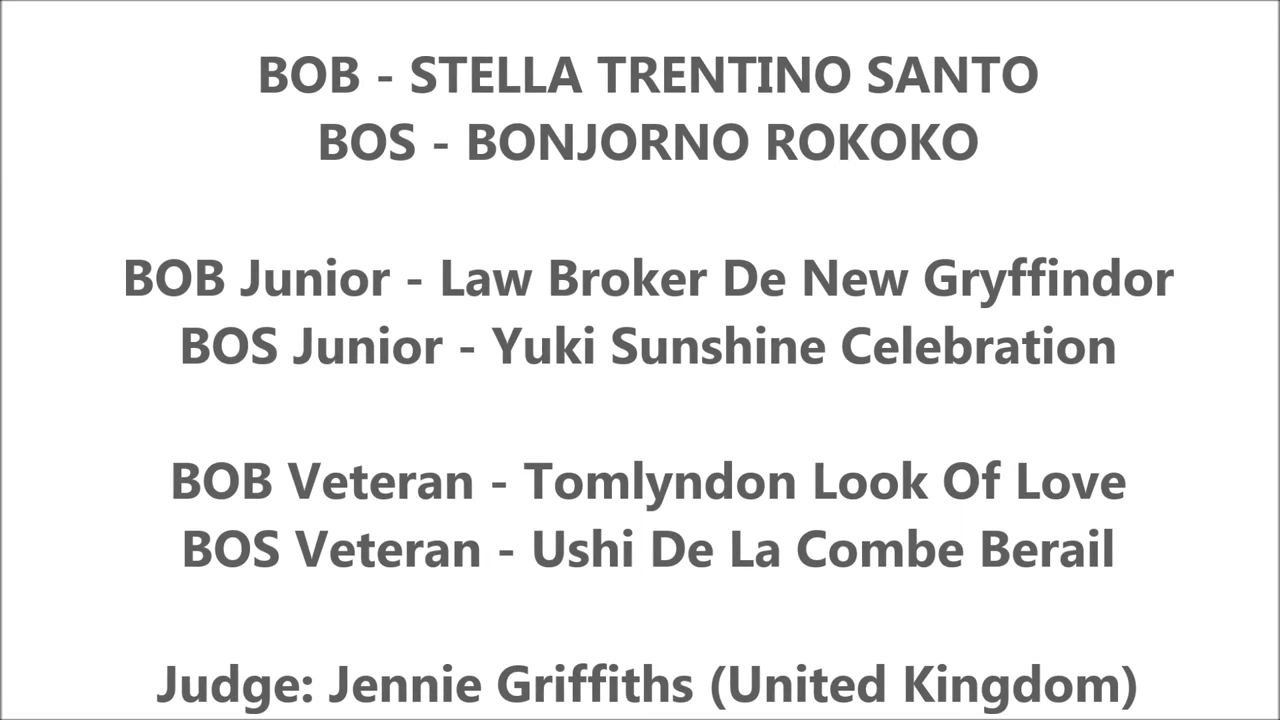 BOB - STELLA TRENTINO SANTO
BOS - BONJORNO ROKOKO
BOB Junior - Law Broker De New Gryffindor
BOS Junior - Yuki Sunshine Celebration
BOB Veteran - Tomlyndon Look Of Love
BOS Veteran - Ushi De La Combe Berail
Judge: Jennie Griffiths (United Kingdom)